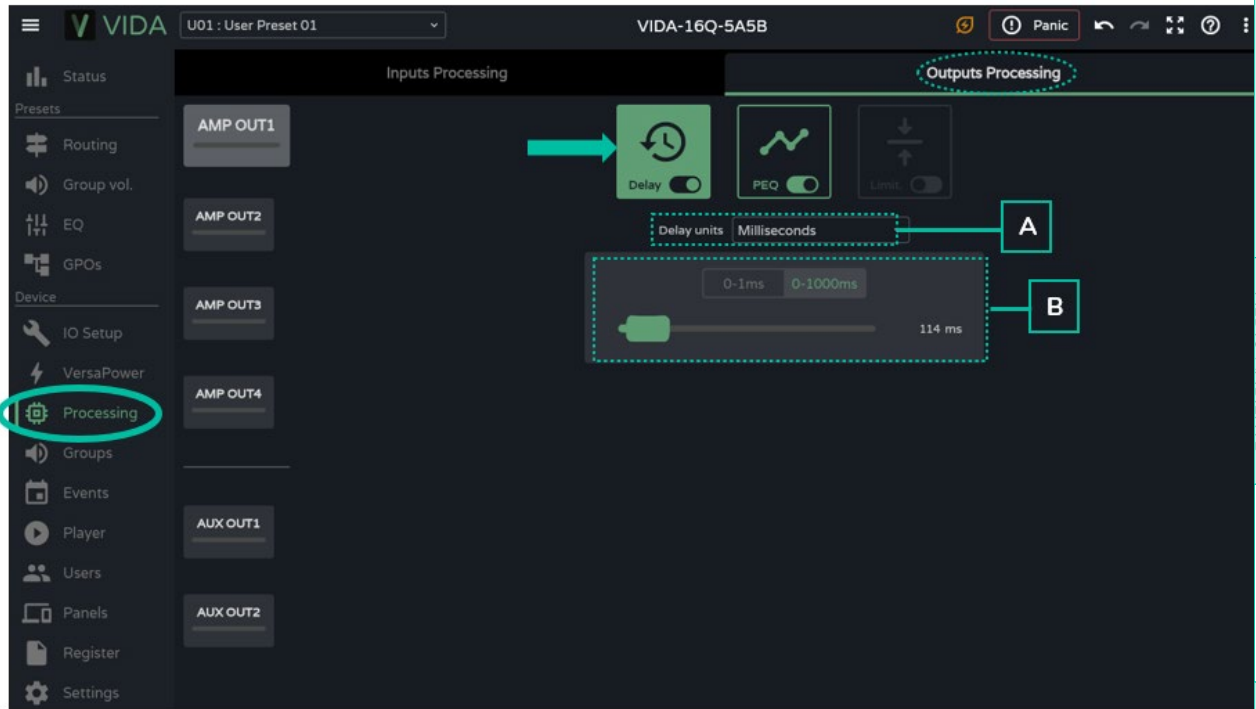 VIDA
U01 : User Preset 01
VIDA-16Q-5A5B
Panic
Status
Presets
Routing
Group vol.
EQ
GPOs
Device
IO Setup
VersaPower
Processing
Groups
Events
Player
Users
Panels
Register
Settings
Inputs Processing
Outputs Processing
AMP OUT1
AMP OUT2
AMP OUT3
AMP OUT4
AUX OUT1
AUX OUT2
Delay
PEQ
Limit.
Delay units Milliseconds
A
0-1ms 0-1000ms
114 ms
B